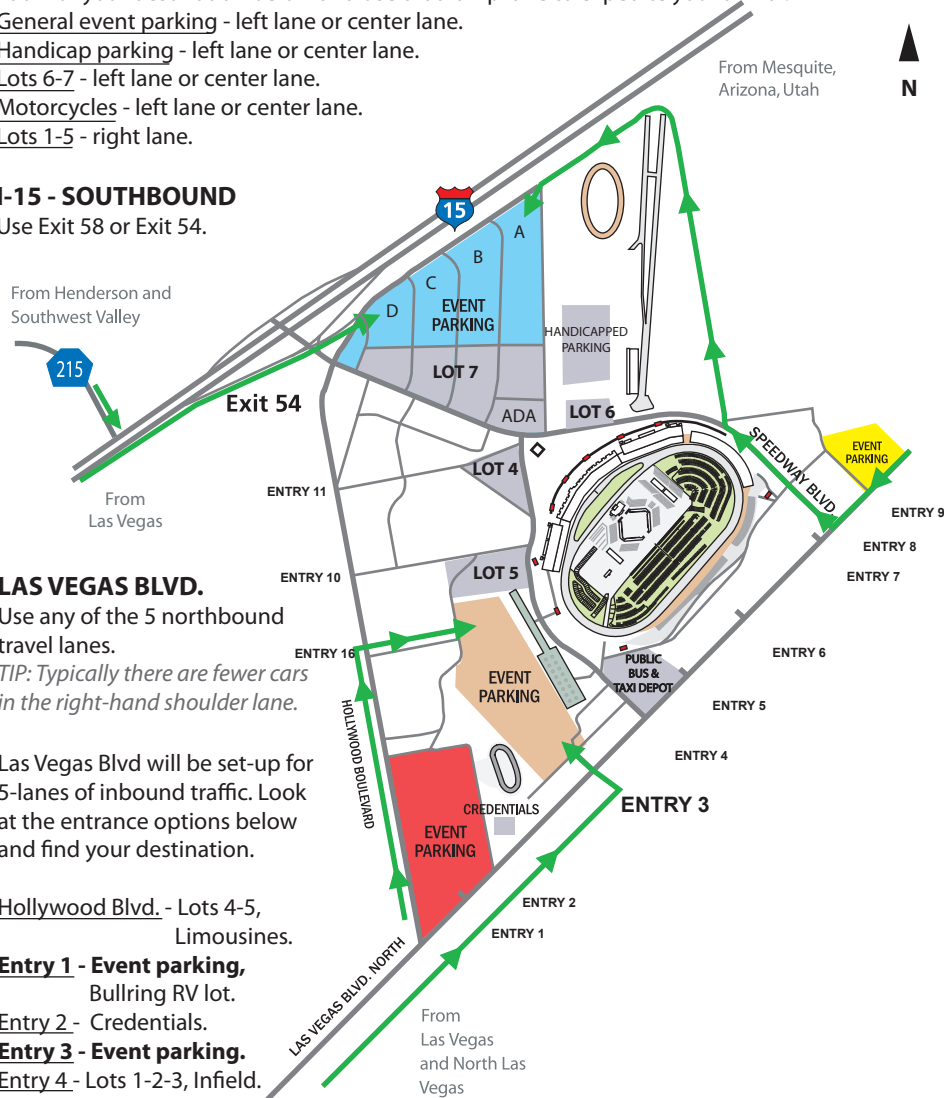 General event parking - left lane or center lane.
Handicap parking - left lane or center lane.
Lots 6-7 - left lane or center lane.
Motorcycles - left lane or center lane.
Lots 1-5 - right lane.
I-15 - SOUTHBOUND
Use Exit 58 or Exit 54.
From Henderson and
Southwest Valley
215
15
From Mesquite,
Arizona, Utah
N
A
B
C
D
EVENT
PARKING
HANDICAPPED
PARKING
LOT 7
ADA
LOT 6
Exit 54
LOT 4
SPEEDWAY BLVD
EVENT
PARKING
From
Las Vegas
ENTRY 11
ENTRY 9
ENTRY 8
ENTRY 7
ENTRY 10
LOT 5
LAS VEGAS BLVD.
Use any of the 5 northbound
travel lanes.
TIP: Typically there are fewer cars
in the right-hand shoulder lane.
ENTRY 16
ENTRY 6
PUBLIC
BUS &
TAXI DEPOT
EVENT
PARKING
ENTRY 5
HOLLYWOOD BOULEVARD
ENTRY 4
Las Vegas Blvd will be set-up for
5-lanes of inbound traffic. Look
at the entrance options below
and find your destination.
CREDENTIALS
ENTRY 3
EVENT
PARKING
ENTRY 2
ENTRY 1
Hollywood Blvd. - Lots 4-5,
Limousines.
Entry 1 - Event parking,
Bullring RV lot.
Entry 2 - Credentials.
Entry 3 - Event parking.
Entry 4 - Lots 1-2-3, Infield.
LAS VEGAS BLVD. NORTH
From
Las Vegas
and North Las
Vegas